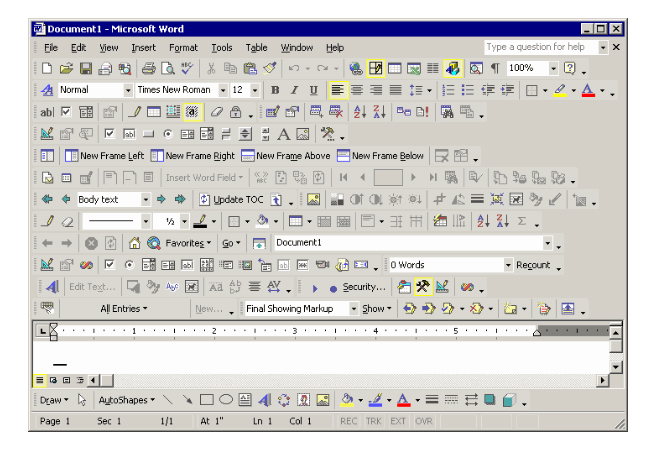 Document1 - Microsoft Word
File Edit View Insert Format Tools Table Window Help Type a question for help
100%
Normal Times New Roman 12 B I U
ab|
ab|
New Frame Left New Frame Right New Frame Above New Frame Below
Insert Word Field
Body text Update TOC
½
Favorites Go Document1
0 Words Recount
Edit Text... Security...
All Entries New... Final Showing Markup Show
1 2 3 4 5
Draw AutoShapes
Page 1 Sec 1 1/1 At 1" Ln 1 Col 1 REC TRK EXT OVR